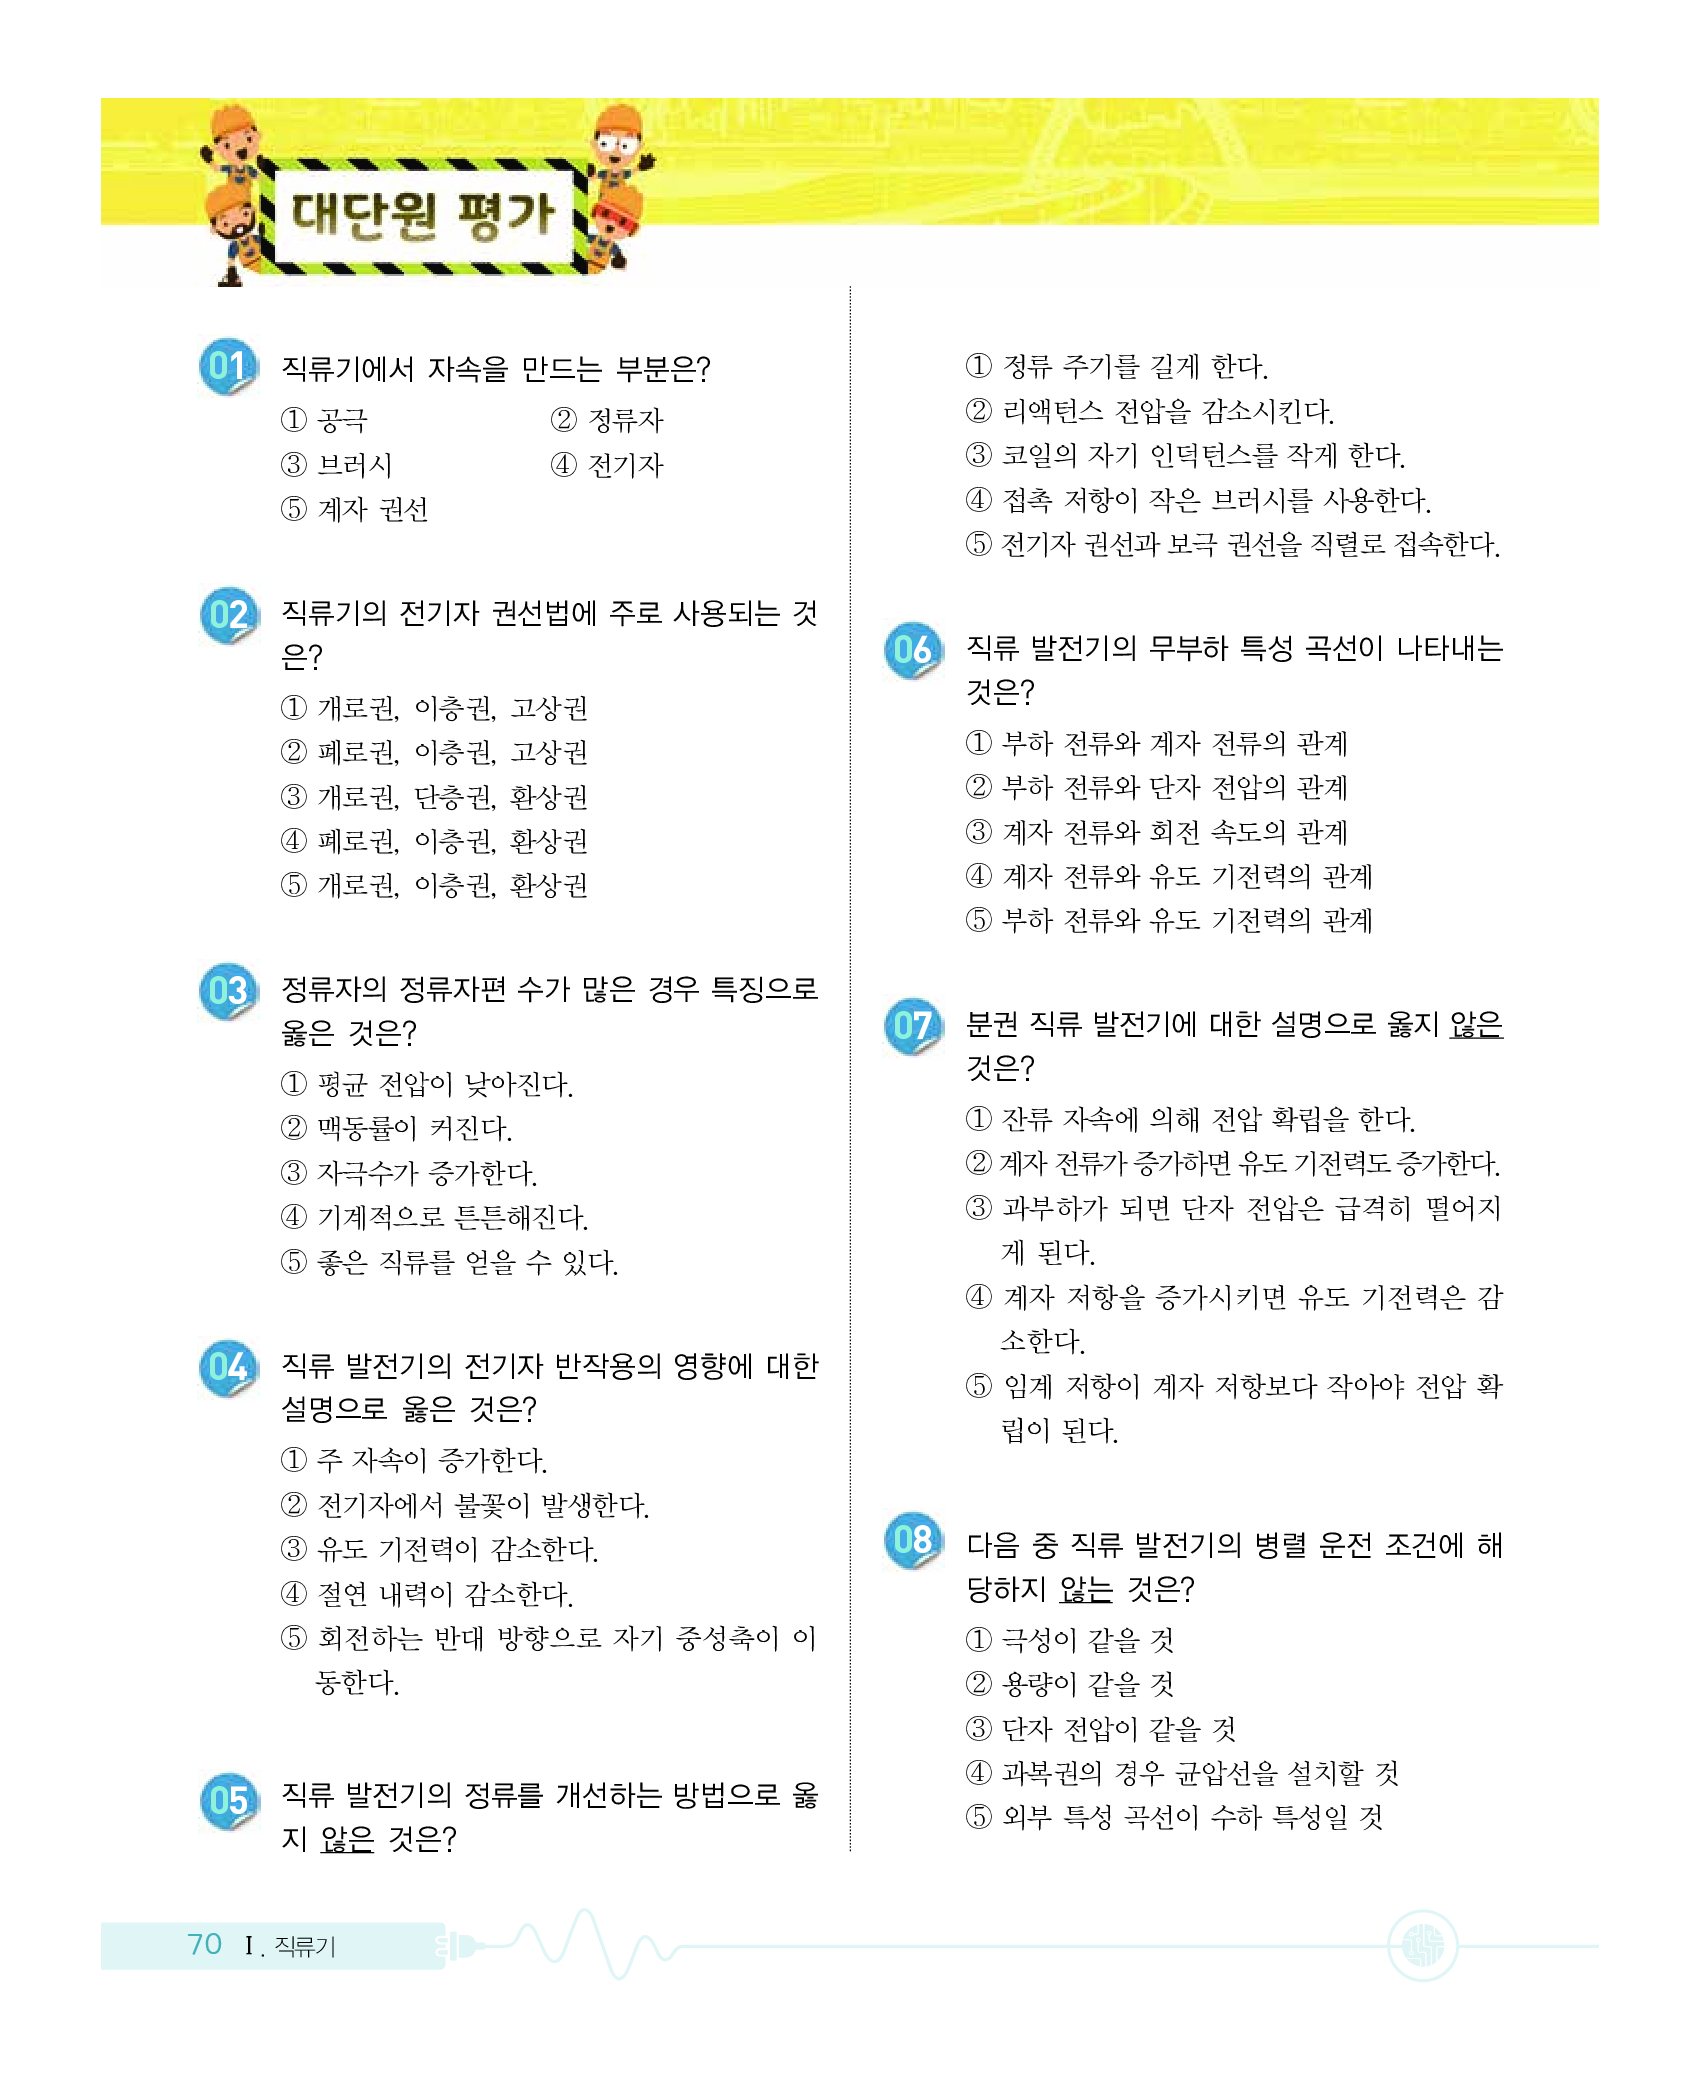 대단원 평가
01 직류기에서 자속을 만드는 부분은?
① 공극 ② 정류자
③ 브러시 ④ 전기자
⑤ 계자 권선
02 직류기의 전기자 권선법에 주로 사용되는 것
은?
① 개로권, 이층권, 고상권
② 폐로권, 이층권, 고상권
③ 개로권, 단층권, 환상권
④ 폐로권, 이층권, 환상권
⑤ 개로권, 이층권, 환상권
03 정류자의 정류자편 수가 많은 경우 특징으로
옳은 것은?
① 평균 전압이 낮아진다.
② 맥동률이 커진다.
③ 자극수가 증가한다.
④ 기계적으로 튼튼해진다.
⑤ 좋은 직류를 얻을 수 있다.
04 직류 발전기의 전기자 반작용의 영향에 대한
설명으로 옳은 것은?
① 주 자속이 증가한다.
② 전기자에서 불꽃이 발생한다.
③ 유도 기전력이 감소한다.
④ 절연 내력이 감소한다.
⑤ 회전하는 반대 방향으로 자기 중성축이 이
동한다.
05 직류 발전기의 정류를 개선하는 방법으로 옳
지 않은 것은?
① 정류 주기를 길게 한다.
② 리액턴스 전압을 감소시킨다.
③ 코일의 자기 인덕턴스를 작게 한다.
④ 접촉 저항이 작은 브러시를 사용한다.
⑤ 전기자 권선과 보극 권선을 직렬로 접속한다.
06 직류 발전기의 무부하 특성 곡선이 나타내는
것은?
① 부하 전류와 계자 전류의 관계
② 부하 전류와 단자 전압의 관계
③ 계자 전류와 회전 속도의 관계
④ 계자 전류와 유도 기전력의 관계
⑤ 부하 전류와 유도 기전력의 관계
07 분권 직류 발전기에 대한 설명으로 옳지 않은
것은?
① 잔류 자속에 의해 전압 확립을 한다.
② 계자 전류가 증가하면 유도 기전력도 증가한다.
③ 과부하가 되면 단자 전압은 급격히 떨어지
게 된다.
④ 계자 저항을 증가시키면 유도 기전력은 감
소한다.
⑤ 임계 저항이 계자 저항보다 작아야 전압 확
립이 된다.
08 다음 중 직류 발전기의 병렬 운전 조건에 해
당하지 않는 것은?
① 극성이 같을 것
② 용량이 같을 것
③ 단자 전압이 같을 것
④ 과복권의 경우 균압선을 설치할 것
⑤ 외부 특성 곡선이 수하 특성일 것
70 Ⅰ. 직류기